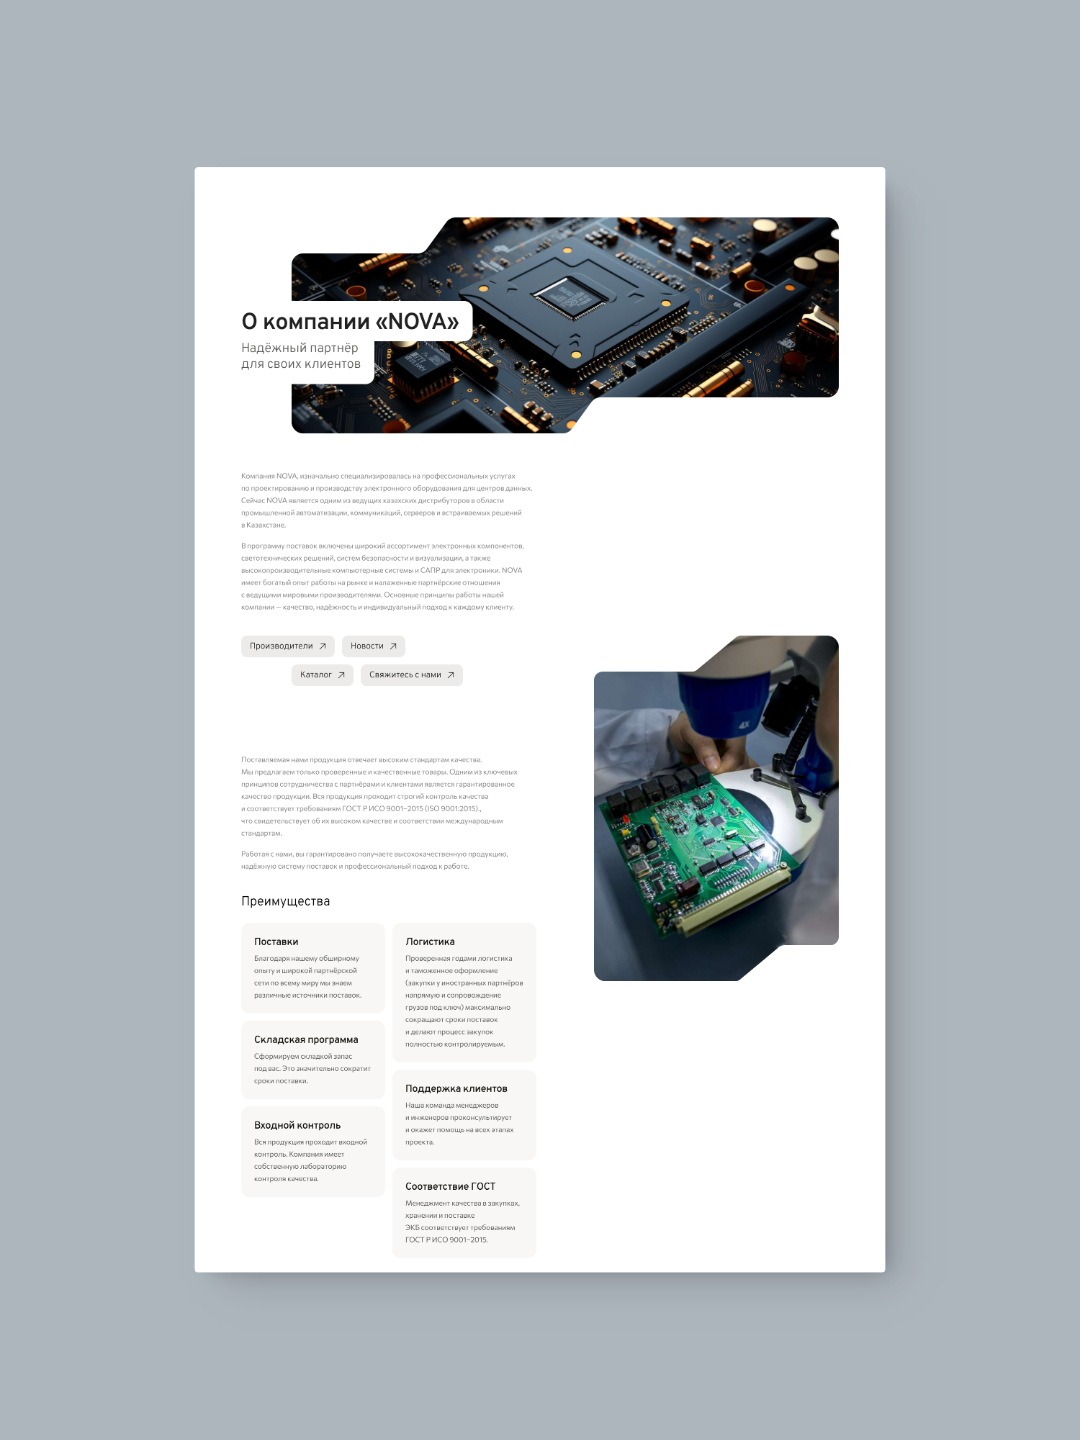 О компании «NOVA»
Надёжный партнёр
для своих клиентов
Компания NOVA, изначально специализировалась на профессиональных услугах
по проектированию и производству электронного оборудования для центров данных.
Сейчас NOVA является одним из ведущих казахских дистрибуторов в области
промышленной автоматизации, коммуникаций, серверов и встраиваемых решений
в Казахстане.
В программу поставок включены широкий ассортимент электронных компонентов,
светотехнических решений, систем безопасности и визуализации, а также
высокопроизводительные компьютерные системы и САПР для электроники. NOVA
имеет богатый опыт работы на рынке и налаженные партнёрские отношения
с ведущими мировыми производителями. Основные принципы работы нашей
компании — качество, надёжность и индивидуальный подход к каждому клиенту.
Производители ↗ Новости ↗
Каталог ↗ Свяжитесь с нами ↗
4X
Поставляемая нами продукция отвечает высоким стандартам качества.
Мы предлагаем только проверенные и качественные товары. Одним из ключевых
принципов сотрудничества с партнёрами и клиентами является гарантированное
качество продукции. Вся продукция проходит строгий контроль качества
и соответствует требованиям ГОСТ Р ИСО 9001-2015 (ISO 9001:2015).,
что свидетельствует об их высоком качестве и соответствии международным
стандартам.
Работая с нами, вы гарантировано получаете высококачественную продукцию,
надёжную систему поставок и профессиональный подход к работе.
Преимущества
Поставки
Благодаря нашему обширному
опыту и широкой партнёрской
сети по всему миру мы знаем
различные источники поставок.
Складская программа
Сформируем складкой запас
под вас. Это значительно сократит
сроки поставки.
Входной контроль
Вся продукция проходит входной
контроль. Компания имеет
собственную лабораторию
контроля качества.
Логистика
Проверенная годами логистика
и таможенное оформление
(закупки у иностранных партнёров
напрямую и сопровождение
грузов под ключ) максимально
сокращают сроки поставок
и делают процесс закупок
полностью контролируемым.
Поддержка клиентов
Наша команда менеджеров
и инженеров проконсультирует
и окажет помощь на всех этапах
проекта.
Соответствие ГОСТ
Менеджмент качества в закупках,
хранении и поставке
ЭКБ соответствует требованиям
ГОСТ Р ИСО 9001-2015.